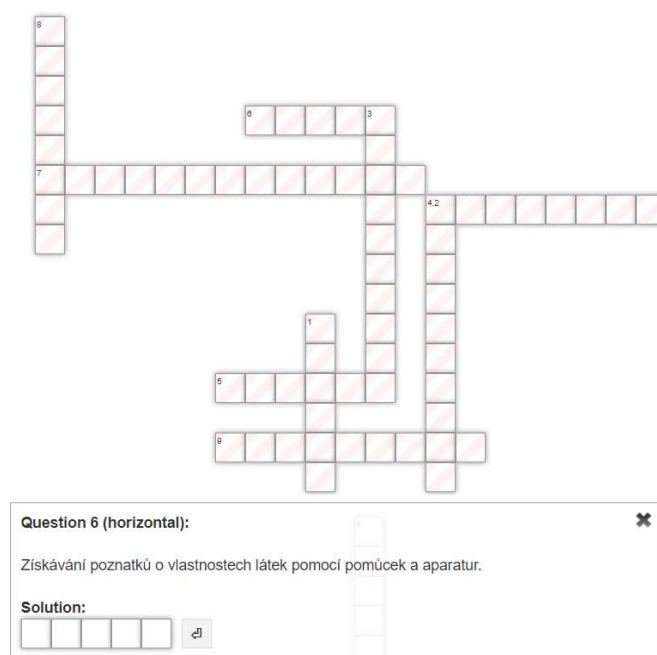 8
6 3
7
4.2
1
5
9
Question 6 (horizontal):
Získávání poznatků o vlastnostech látek pomocí pomůcek a aparatur.
Solution: